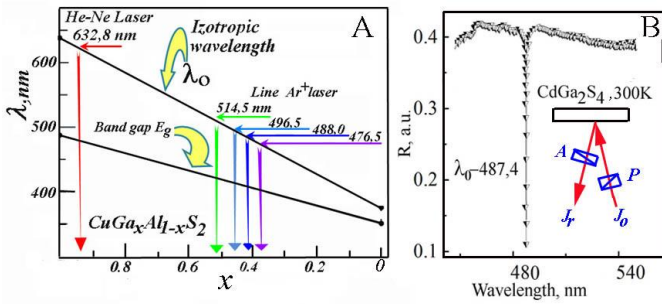 He-Ne Laser
632,8 nm
Izotropic
wavelength
λO
A
Line Ar+laser
514,5 nm
496.5
488.0
476.5
Band gap Eg
CuGaxAl1-xS2
λ,nm
600
500
400
0.8
0.6
0.4
0.2
0
x
B
0.4
0.3
0.2
0.1
R, a.u.
CdGa2S4, 300K
λ0-487,4
A
P
Jr
Jo
480
540
Wavelength, nm